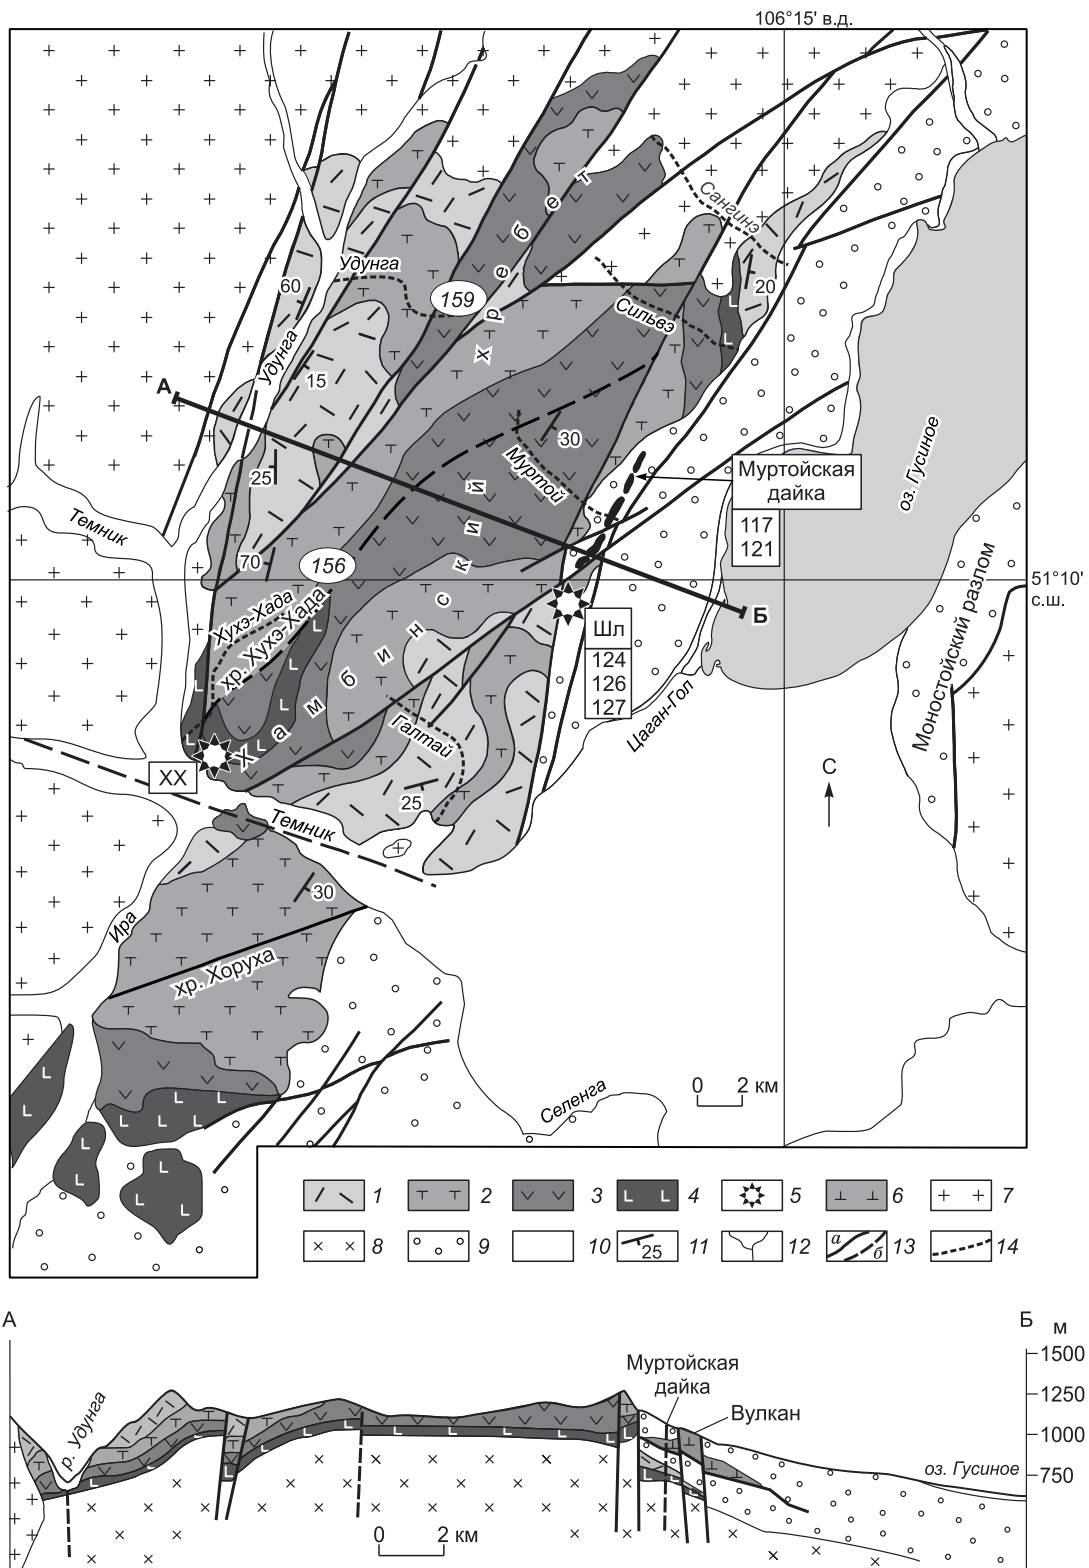 106°15' в.д.
Сангинэ
хребет
Удунга
159
60
Сильвэ
20
Удунга
А
15
30
Муртой
25
оз. Гусиное
Муртойская
дайка
117
121
Темник
Хамбинский
70
156
51°10'
с.ш.
Хухэ-Хада
хр. Хухэ-Хада
Б
Шл
124
126
127
Моностойский разлом
Галтай
Цаган-Гол
С
XX
25
Темник
30
Ира
хр. Хоруха
0 2 км
Селенга
1 2 3 4 5 6 7
8 9 10 25 11 12 а б 13 14
А Б м
1500
Муртойская
дайка
1250
Вулкан
р. Удунга
1000
оз. Гусиное
750
0 2 км